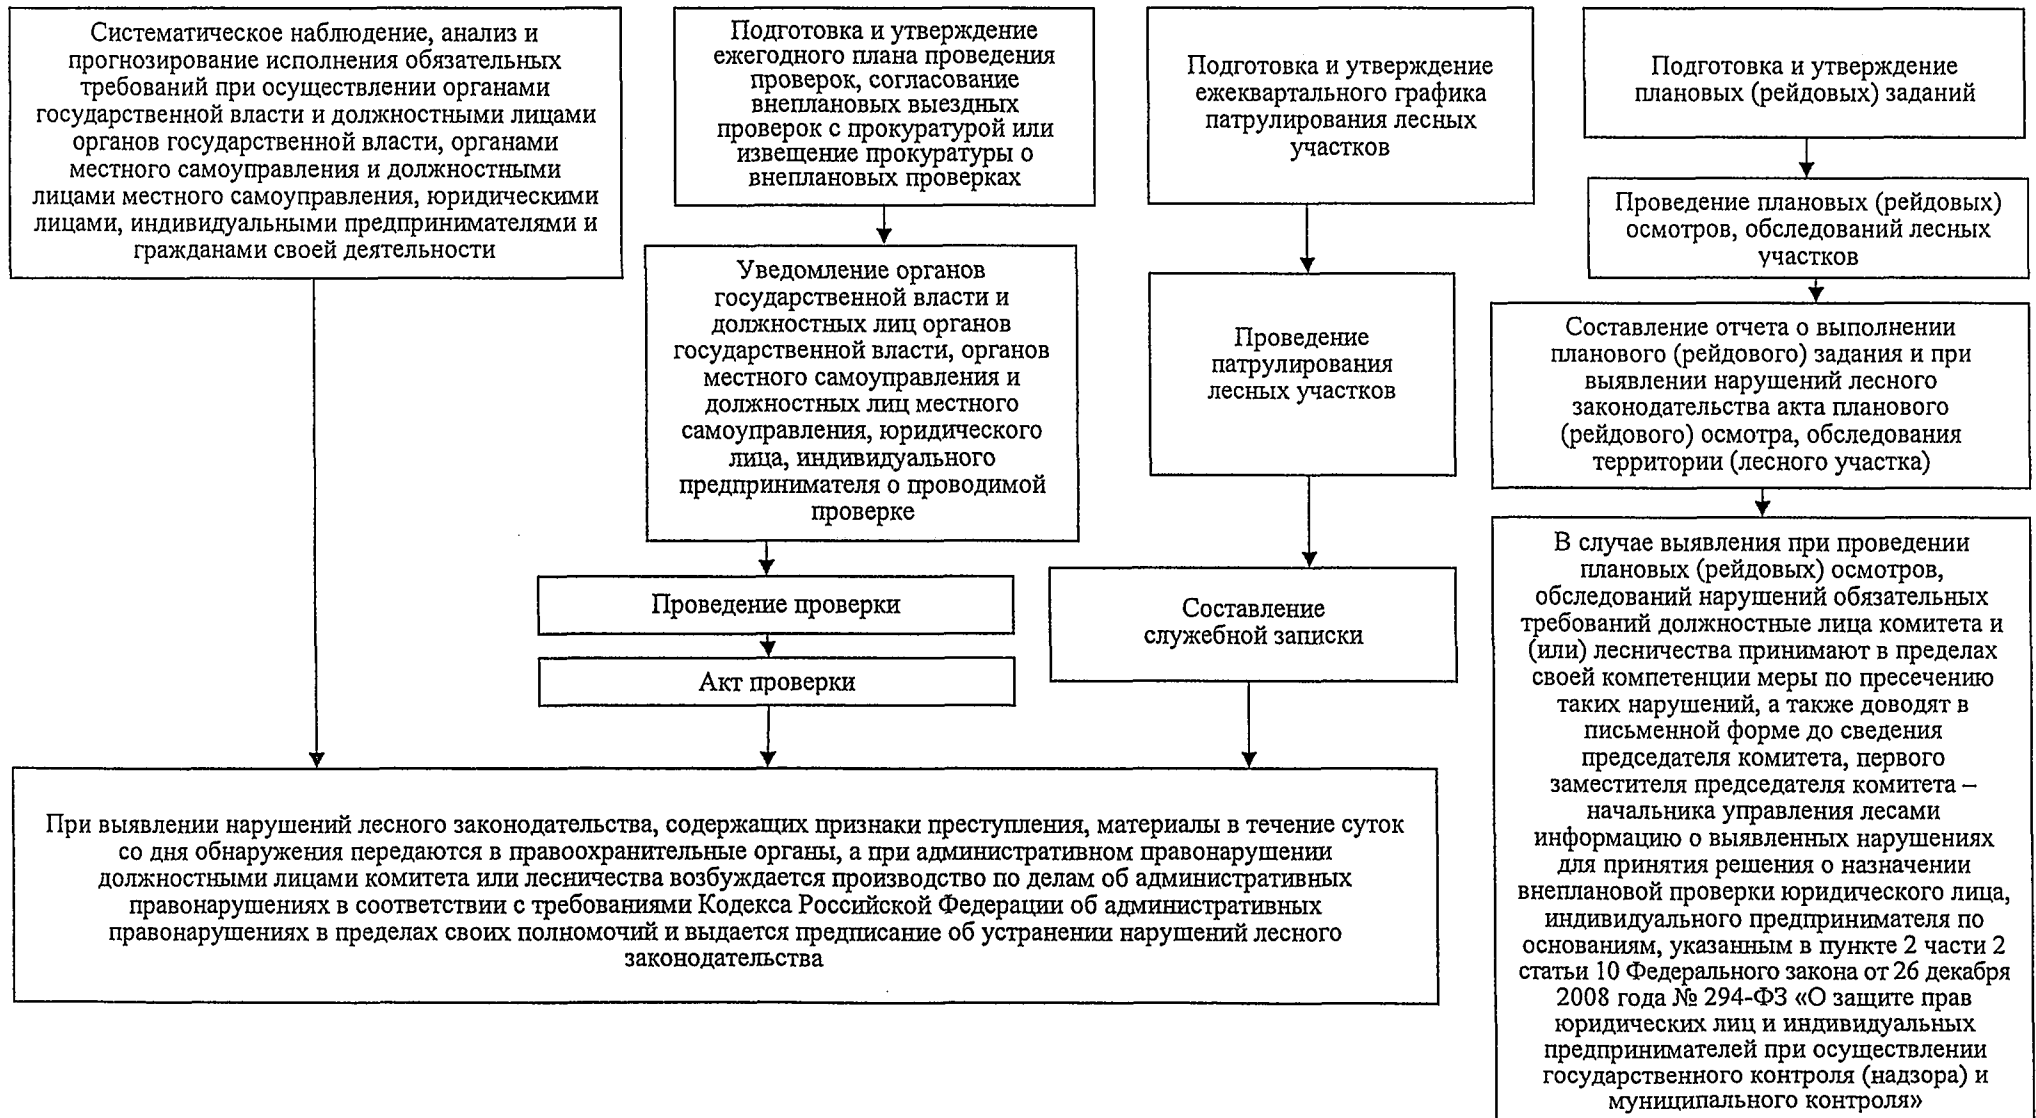 Систематическое наблюдение, анализ и
прогнозирование исполнения обязательных
требований при осуществлении органами
государственной власти и должностными лицами
органов государственной власти, органами
местного самоуправления и должностными
лицами местного самоуправления, юридическими
лицами, индивидуальными предпринимателями и
гражданами своей деятельности
Подготовка и утверждение
ежегодного плана проведения
проверок, согласование
внеплановых выездных
проверок с прокуратурой или
извещение прокуратуры о
внеплановых проверках
Уведомление органов
государственной власти и
должностных лиц органов
государственной власти, органов
местного самоуправления и
должностных лиц местного
самоуправления, юридического
лица, индивидуального
предпринимателя о проводимой
проверке
Проведение проверки
Акт проверки
Подготовка и утверждение
ежеквартального графика
патрулирования лесных
участков
Проведение
патрулирования
лесных участков
Составление
служебной записки
При выявлении нарушений лесного законодательства, содержащих признаки преступления, материалы в течение суток
со дня обнаружения передаются в правоохранительные органы, а при административном правонарушении
должностными лицами комитета или лесничества возбуждается производство по делам об административных
правонарушениях в соответствии с требованиями Кодекса Российской Федерации об административных
правонарушениях в пределах своих полномочий и выдается предписание об устранении нарушений лесного
законодательства
Подготовка и утверждение
плановых (рейдовых) заданий
Проведение плановых (рейдовых)
осмотров, обследований лесных
участков
Составление отчета о выполнении
планового (рейдового) задания и при
выявлении нарушений лесного
законодательства акта планового
(рейдового) осмотра, обследования
территории (лесного участка)
В случае выявления при проведении
плановых (рейдовых) осмотров,
обследований нарушений обязательных
требований должностные лица комитета и
(или) лесничества принимают в пределах
своей компетенции меры по пресечению
таких нарушений, а также доводят в
письменной форме до сведения
председателя комитета, первого
заместителя председателя комитета –
начальника управления лесами
информацию о выявленных нарушениях
для принятия решения о назначении
внеплановой проверки юридического лица,
индивидуального предпринимателя по
основаниям, указанным в пункте 2 части 2
статьи 10 Федерального закона от 26 декабря
2008 года № 294-ФЗ «О защите прав
юридических лиц и индивидуальных
предпринимателей при осуществлении
государственного контроля (надзора) и
муниципального контроля»